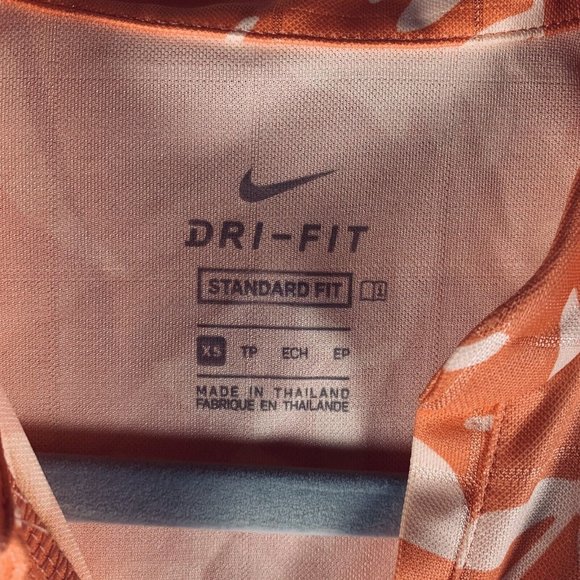 DRI-FIT
STANDARD FIT
XS TP ECH EP
MADE IN THAILAND
FABRIQUE EN THAILANDE